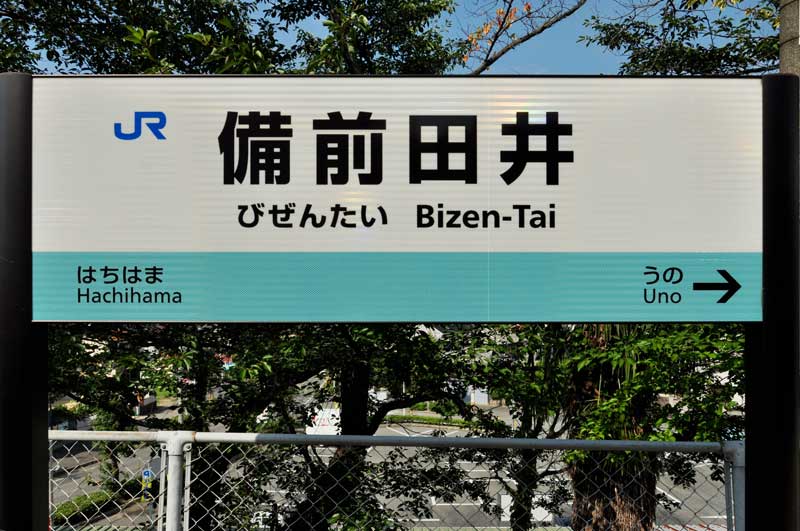 JR
備前田井
びぜんたい Bizen-Tai
はちはま
Hachihama
うの
Uno
→